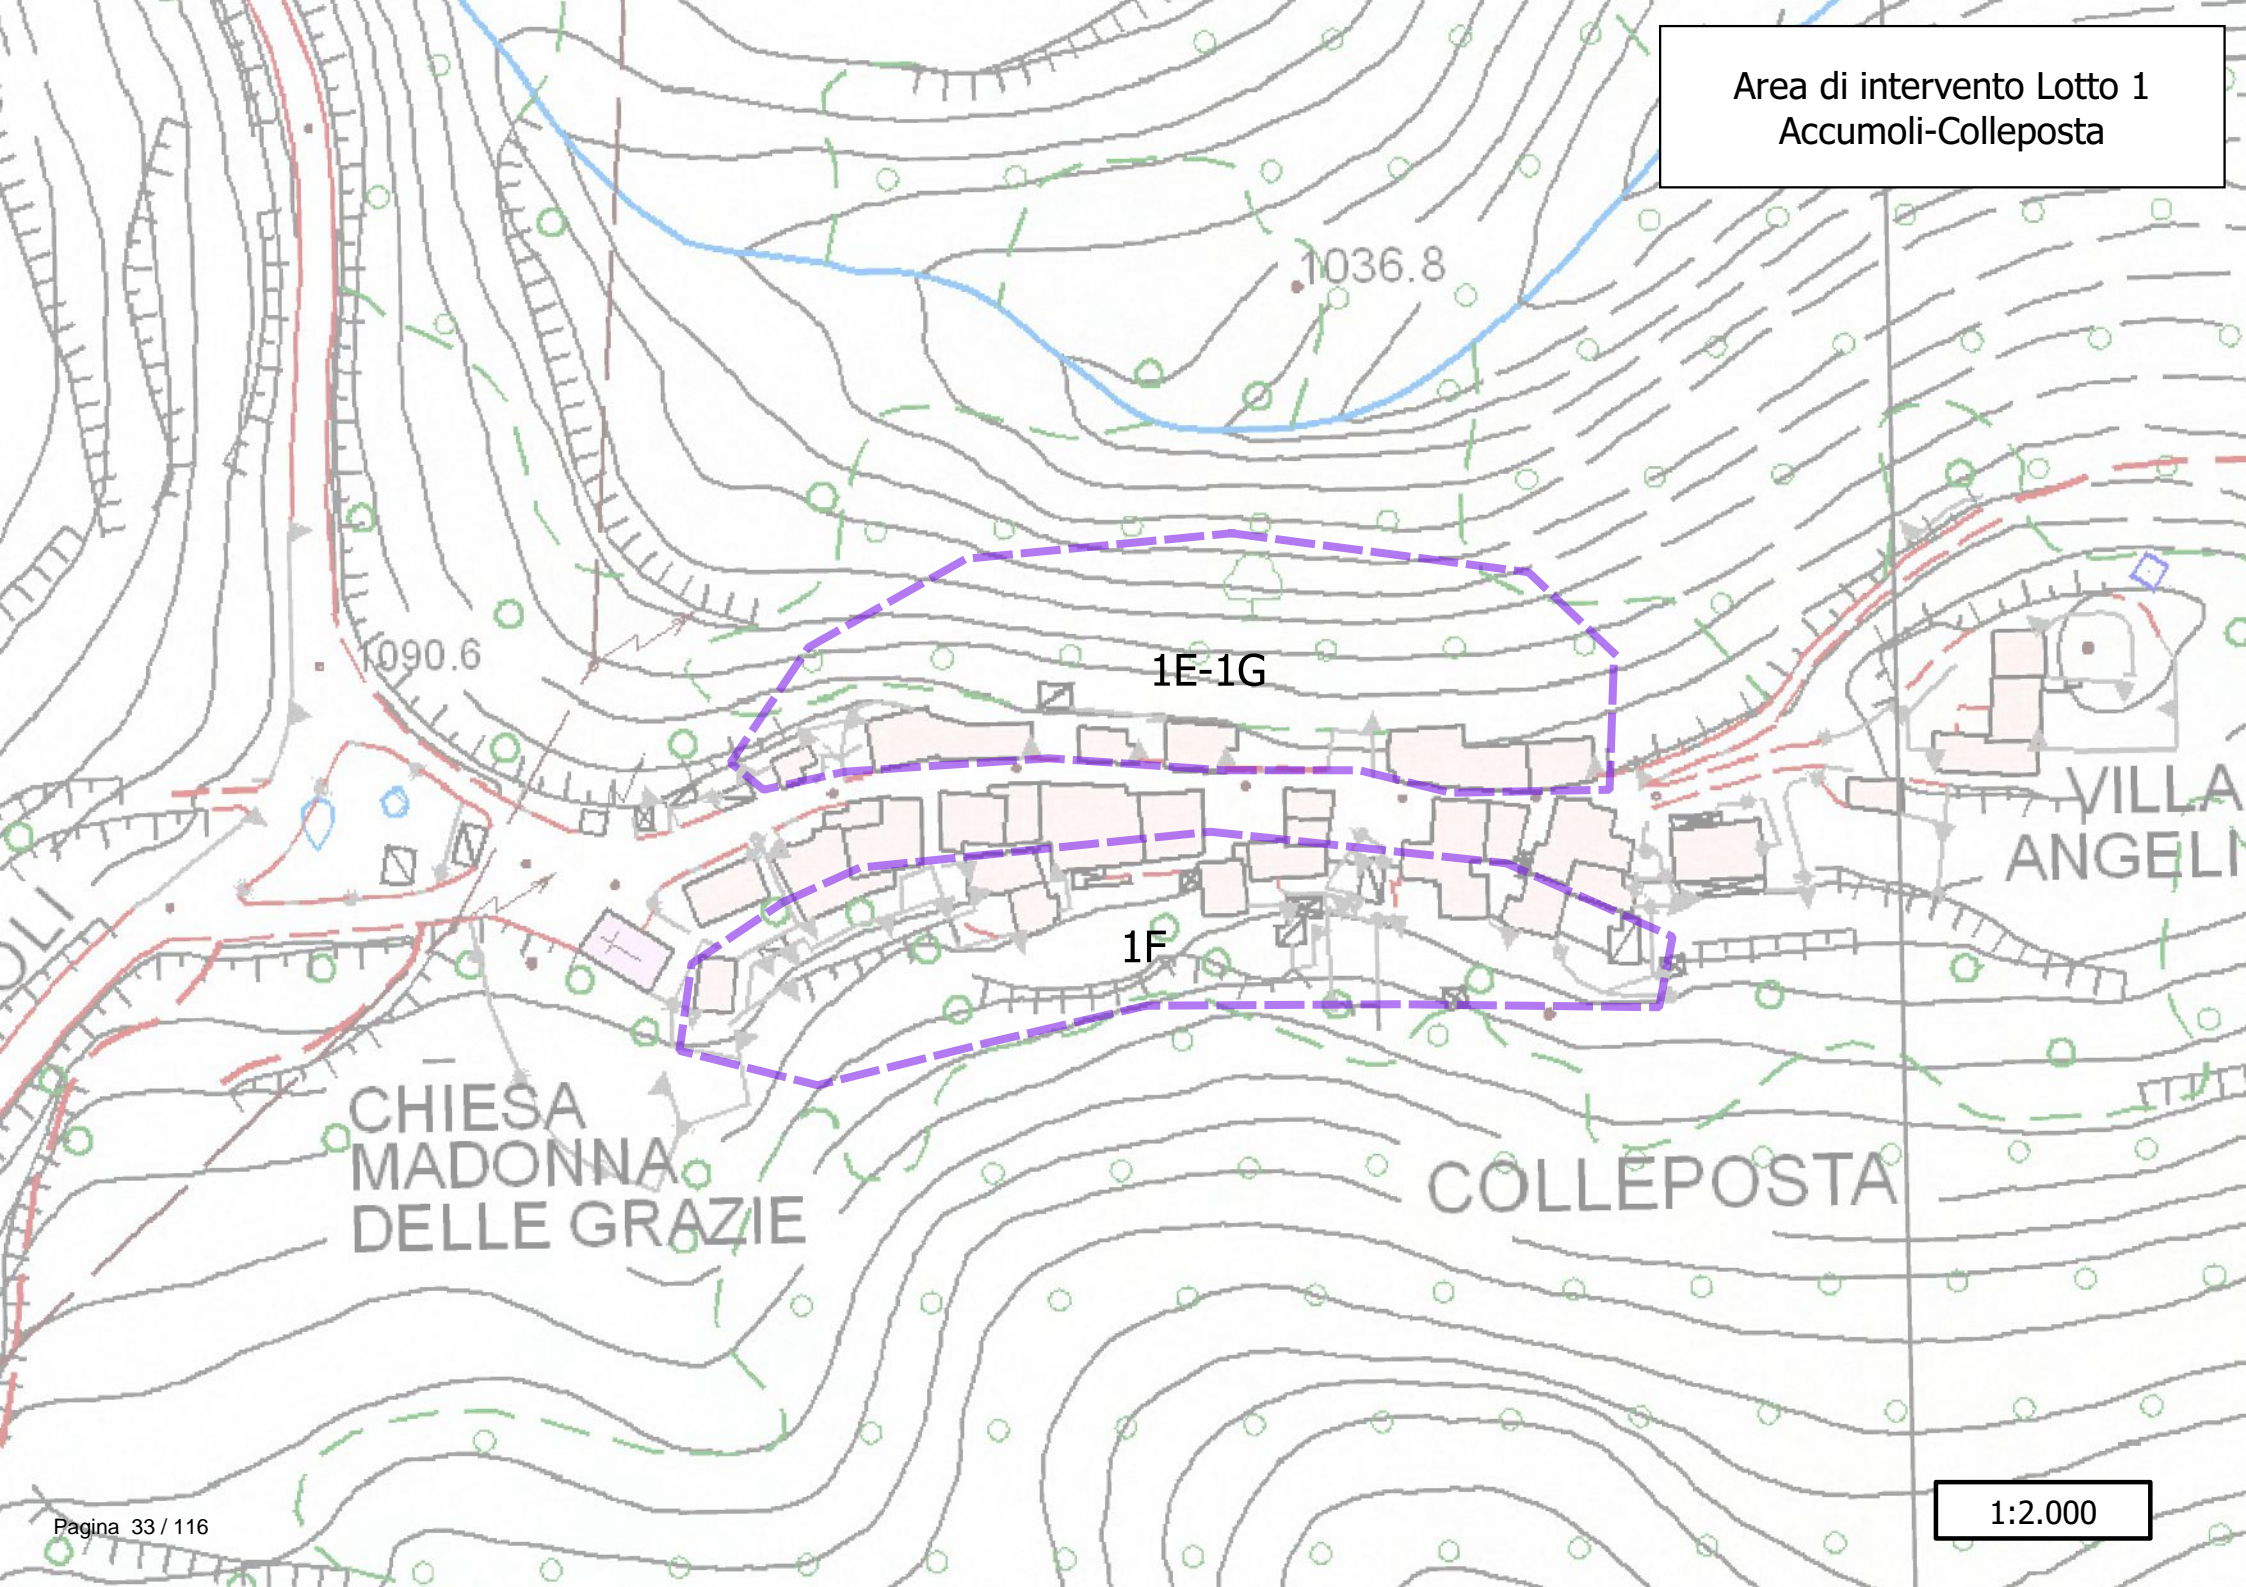 Area di intervento Lotto 1
Accumoli-Colleposta
1036.8
1090.6
1E-1G
VILLA
1F
CHIESA
MADONNA
DELLE GRAZIE
COLLEPOSTA
1:2.000
Pagina 33 / 116